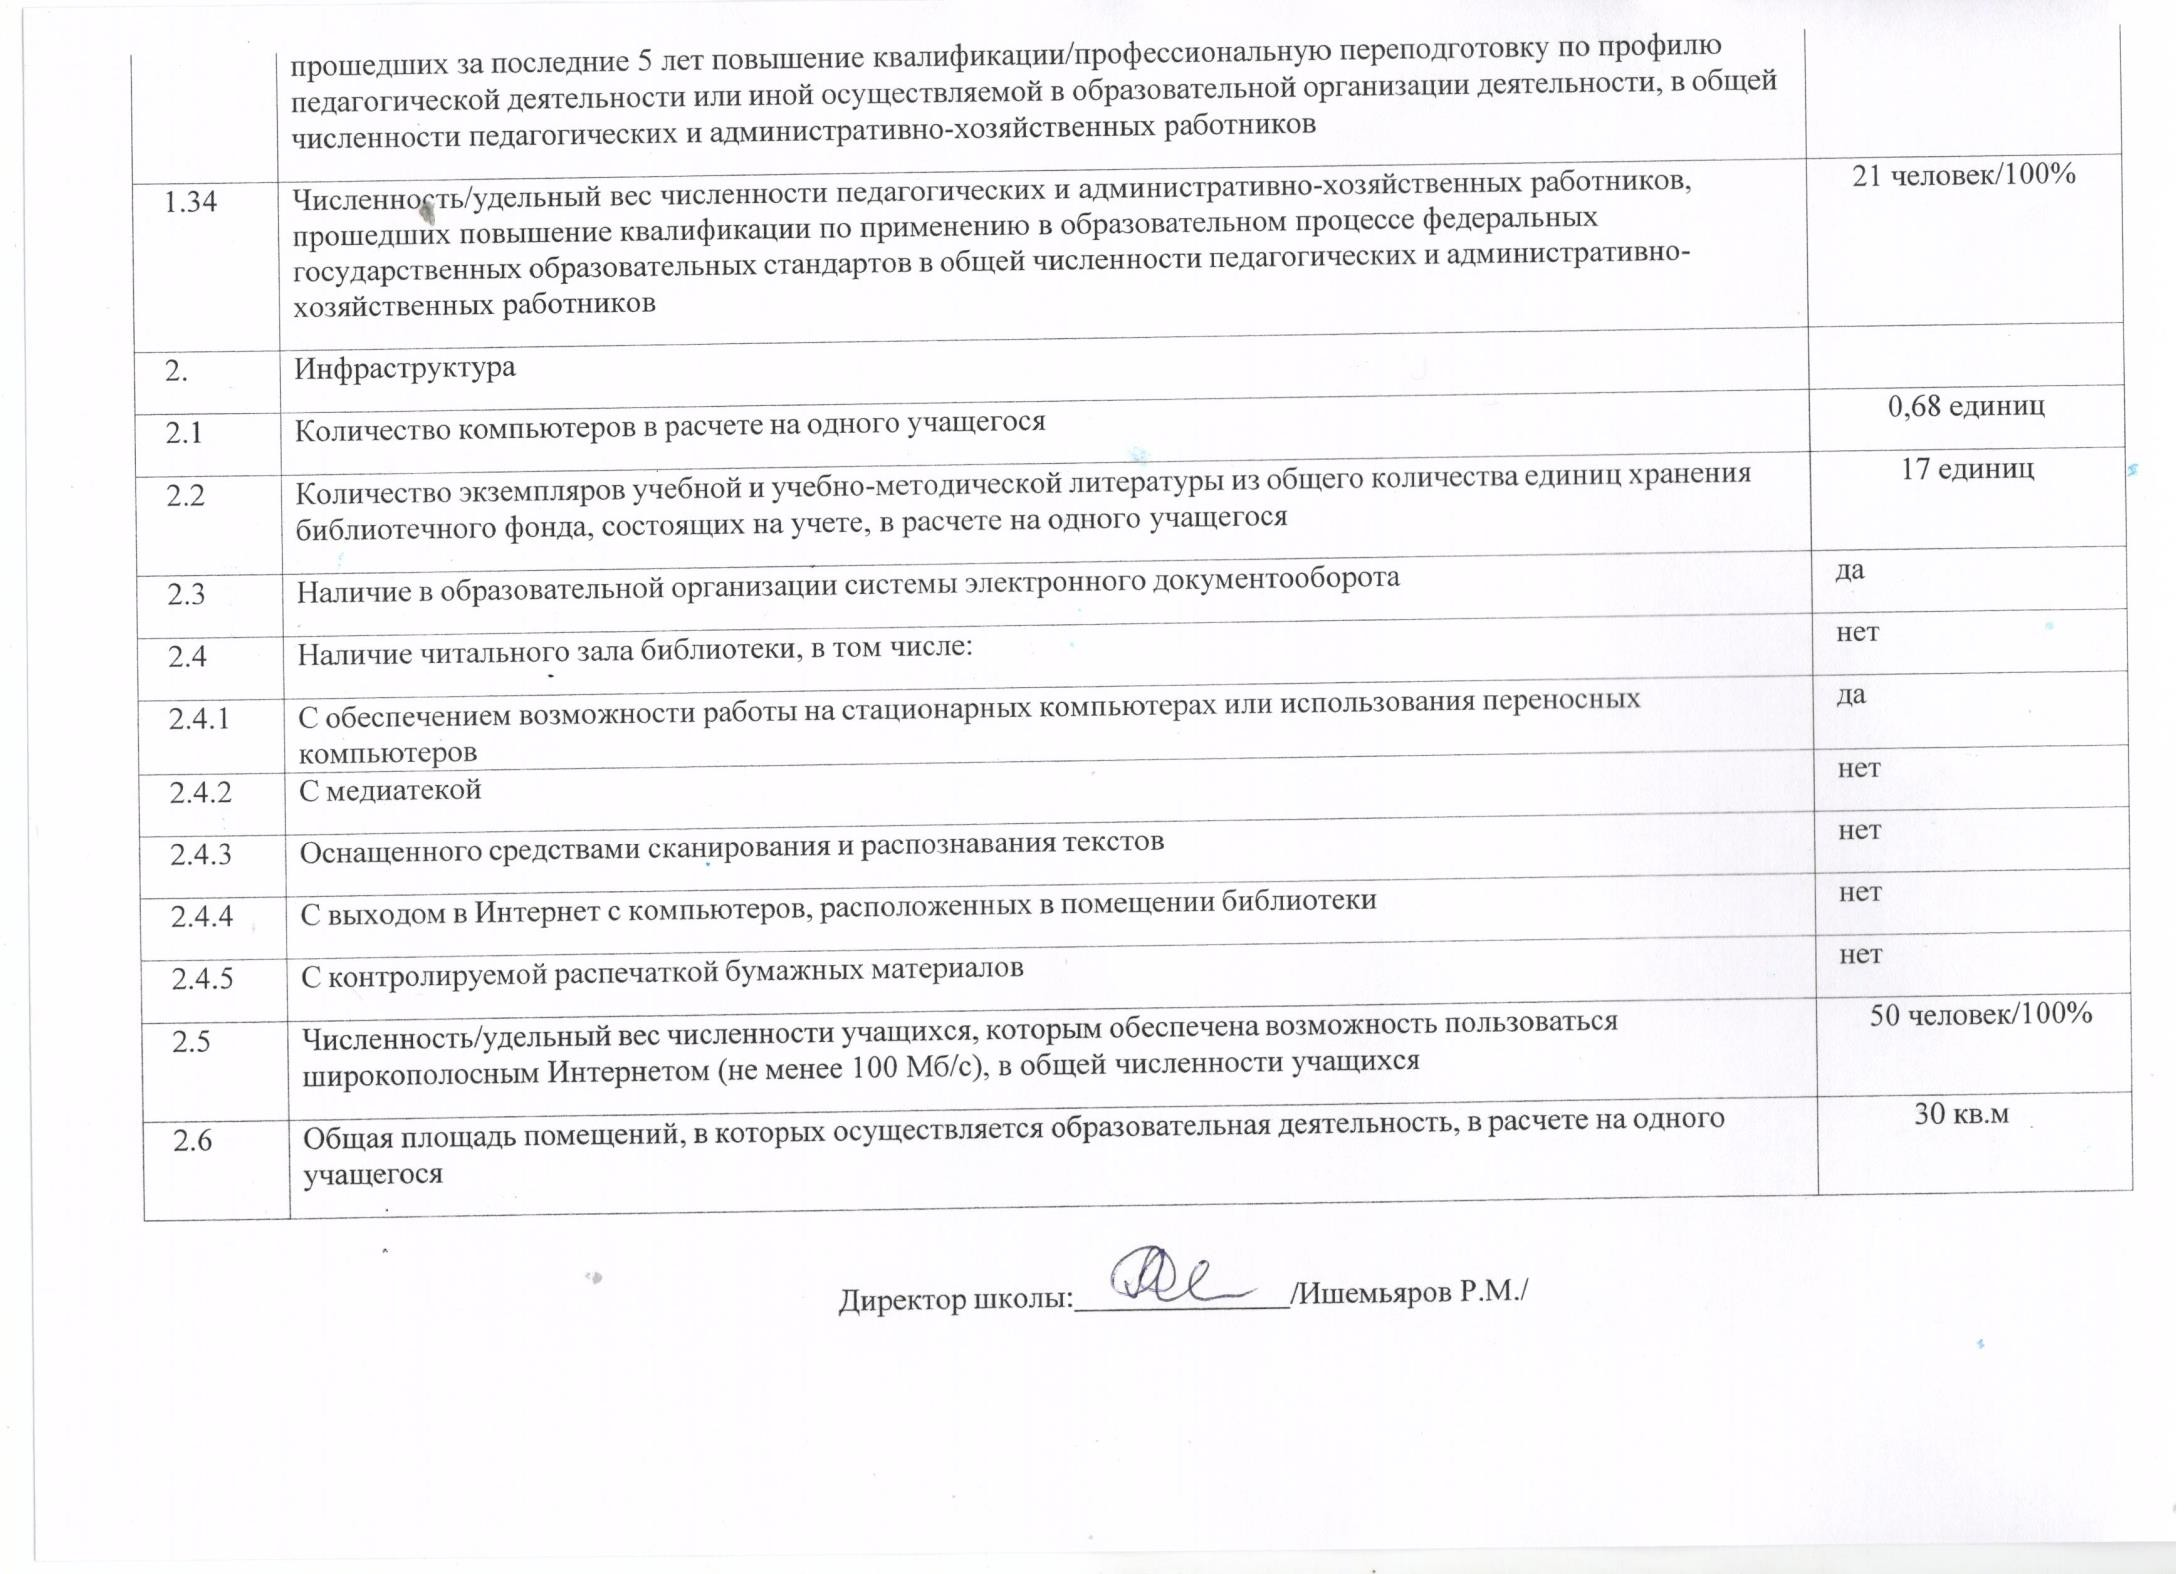 прошедших за последние 5 лет повышение квалификации/профессиональную переподготовку по профилю
педагогической деятельности или иной осуществляемой в образовательной организации деятельности, в общей
численности педагогических и административно-хозяйственных работников
1.34 Численность/удельный вес численности педагогических и административно-хозяйственных работников, 21 человек/100%
прошедших повышение квалификации по применению в образовательном процессе федеральных
государственных образовательных стандартов в общей численности педагогических и административно-
хозяйственных работников
2. Инфраструктура
2.1 Количество компьютеров в расчете на одного учащегося 0,68 единиц
2.2 Количество экземпляров учебной и учебно-методической литературы из общего количества единиц хранения 17 единиц
библиотечного фонда, состоящих на учете, в расчете на одного учащегося
2.3 Наличие в образовательной организации системы электронного документооборота да
2.4 Наличие читального зала библиотеки, в том числе: нет
2.4.1 С обеспечением возможности работы на стационарных компьютерах или использования переносных да
компьютеров
2.4.2 С медиатекой нет
2.4.3 Оснащенного средствами сканирования и распознавания текстов нет
2.4.4 С выходом в Интернет с компьютеров, расположенных в помещении библиотеки нет
2.4.5 С контролируемой распечаткой бумажных материалов нет
2.5 Численность/удельный вес численности учащихся, которым обеспечена возможность пользоваться 50 человек/100%
широкополосным Интернетом (не менее 100 Мб/с), в общей численности учащихся
2.6 Общая площадь помещений, в которых осуществляется образовательная деятельность, в расчете на одного 30 кв.м
учащегося
Директор школы:_______________/Ишемьяров Р.М./